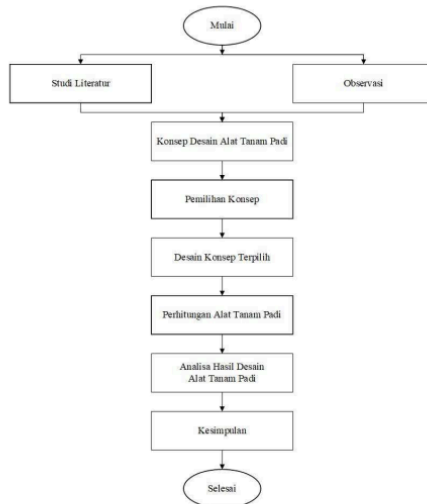 Mulai
Studi Literatur
Observasi
Konsep Desain Alat Tanam Padi
Pemilihan Konsep
Desain Konsep Terpilih
Perhitungan Alat Tanam Padi
Analisa Hasil Desain
Alat Tanam Padi
Kesimpulan
Selesai